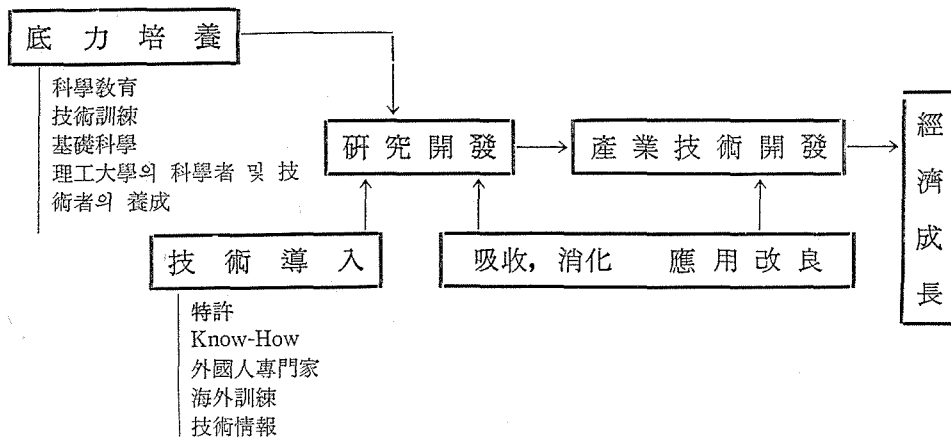 底力培養
科學敎育
技術訓練
基礎科學
理工大學의 科學者 및 技
術者의 養成
硏究開發
產業技術開發
經濟成長
技術導入
吸收, 消化 應用改良
特許
Know-How
外國人專門家
海外訓練
技術情報